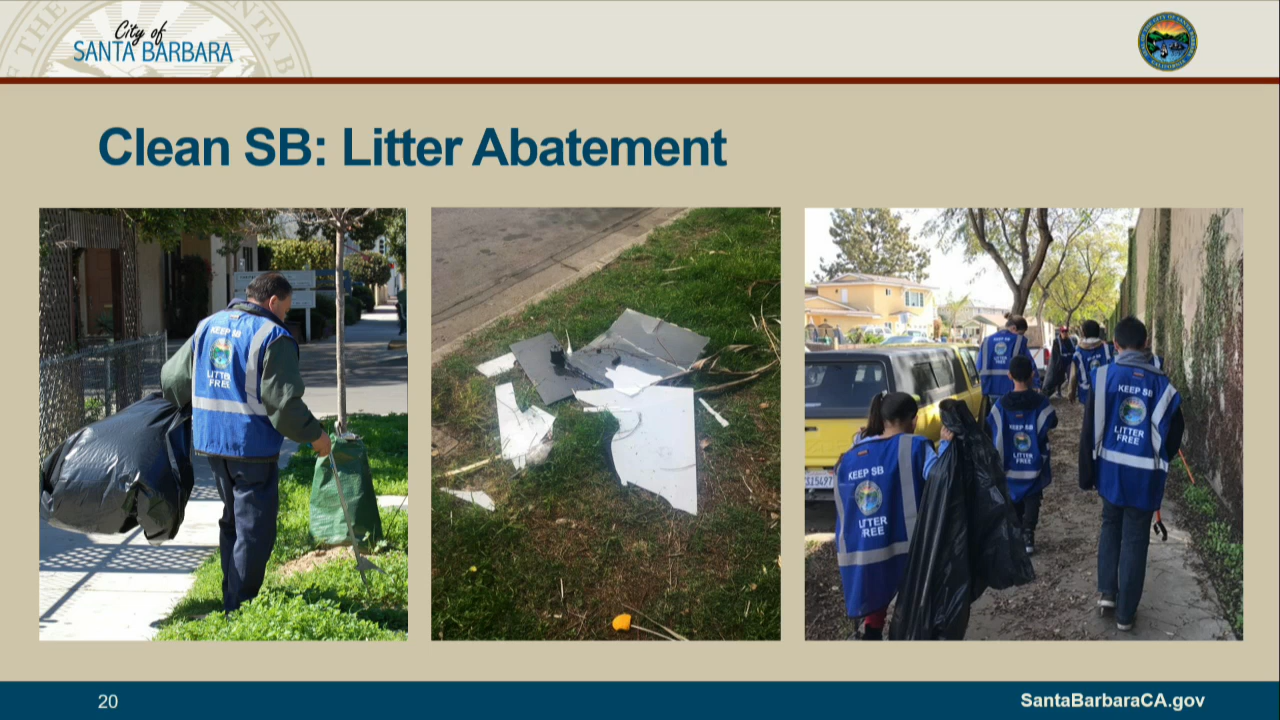 City of
SANTA BARBARA
Clean SB: Litter Abatement
KEEP SB
LITTER
FREE
KEEP SB
LITTER
FREE
KEEP SB
LITTER
FREE
KEEP SB
LITTER
FREE
20
SantaBarbaraCA.gov